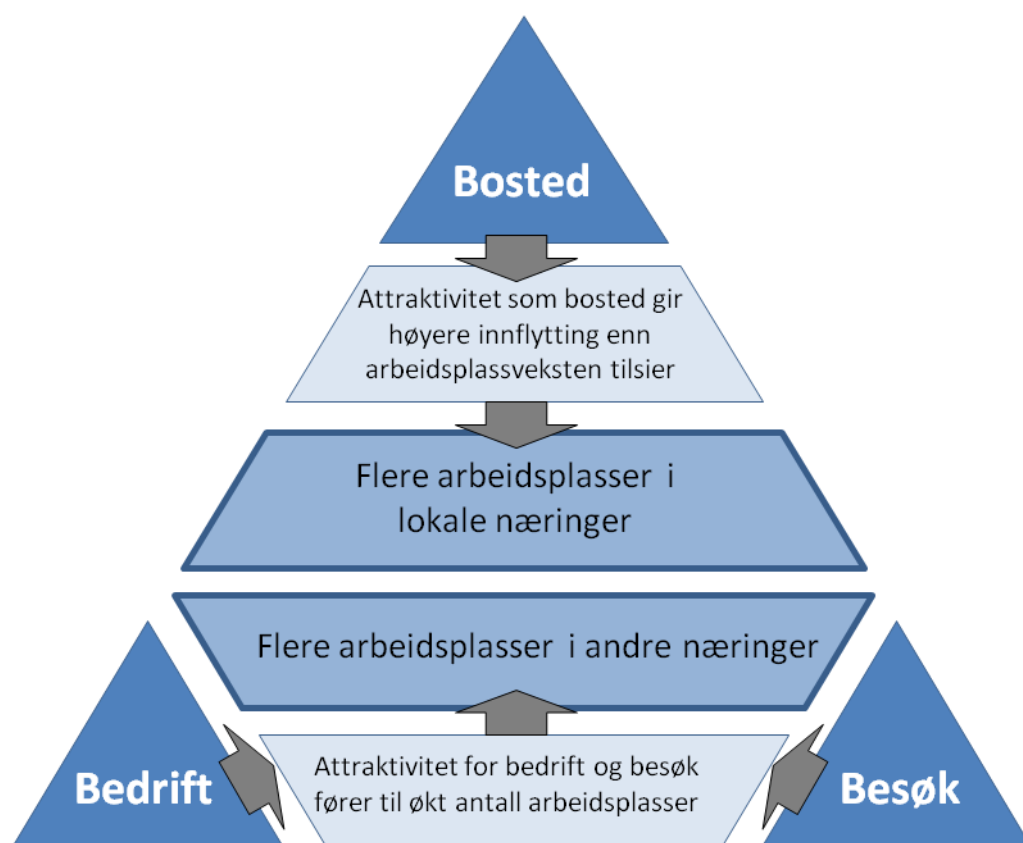 Bosted
Attraktivitet som bosted gir
høyere innflytting enn
arbeidsplassveksten tilsier
Flere arbeidsplasser i
lokale næringer
Flere arbeidsplasser i andre næringer
Bedrift
Attraktivitet for bedrift og besøk
fører til økt antall arbeidsplasser
Besøk